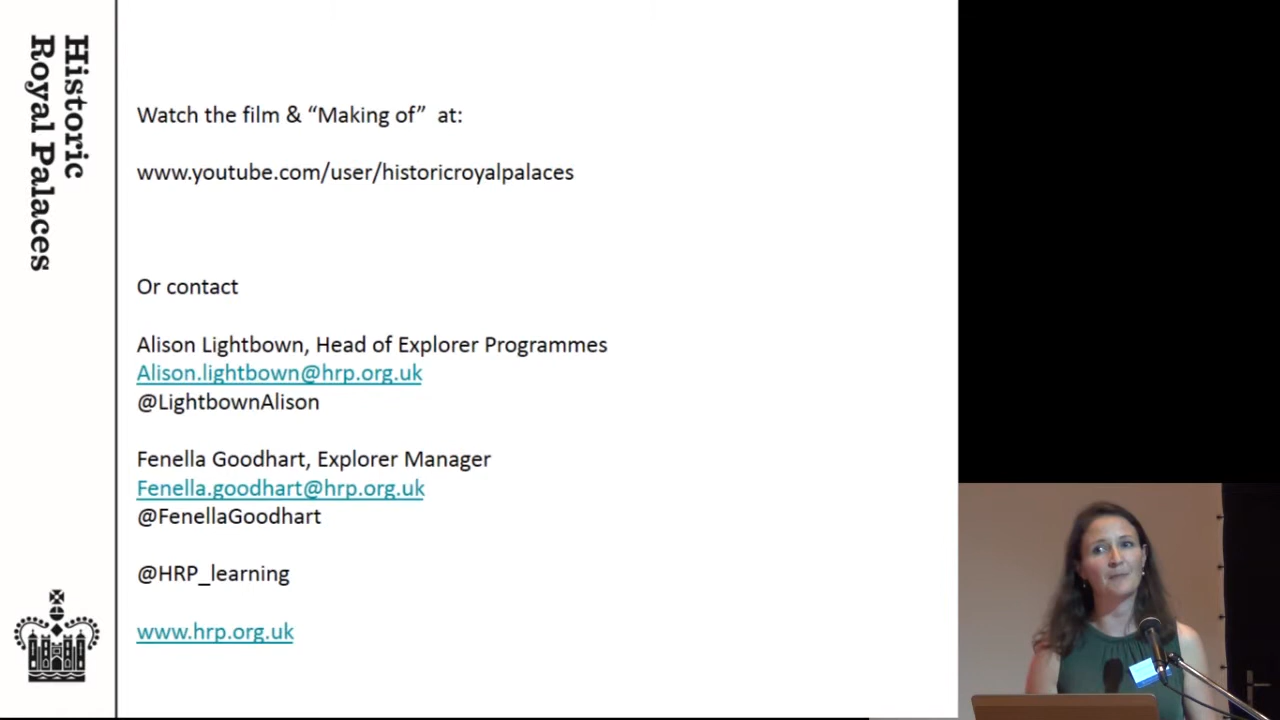 Historic
Royal Palaces
Watch the film & “Making of”  at:
www.youtube.com/user/historicroyalpalaces
Or contact
Alison Lightbown, Head of Explorer Programmes
Alison.lightbown@hrp.org.uk
@LightbownAlison
Fenella Goodhart, Explorer Manager
Fenella.goodhart@hrp.org.uk
@FenellaGoodhart
@HRP_learning
www.hrp.org.uk